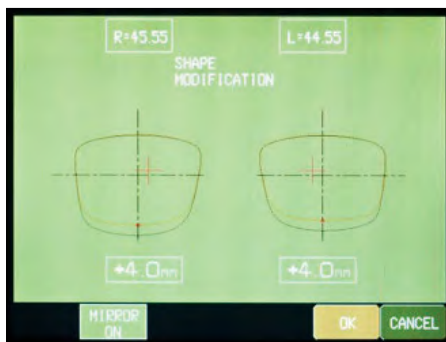 R=45.55
L=44.55
SHAPE
MODIFICATION
+4.0mm
+4.0mm
MIRROR
ON
OK
CANCEL